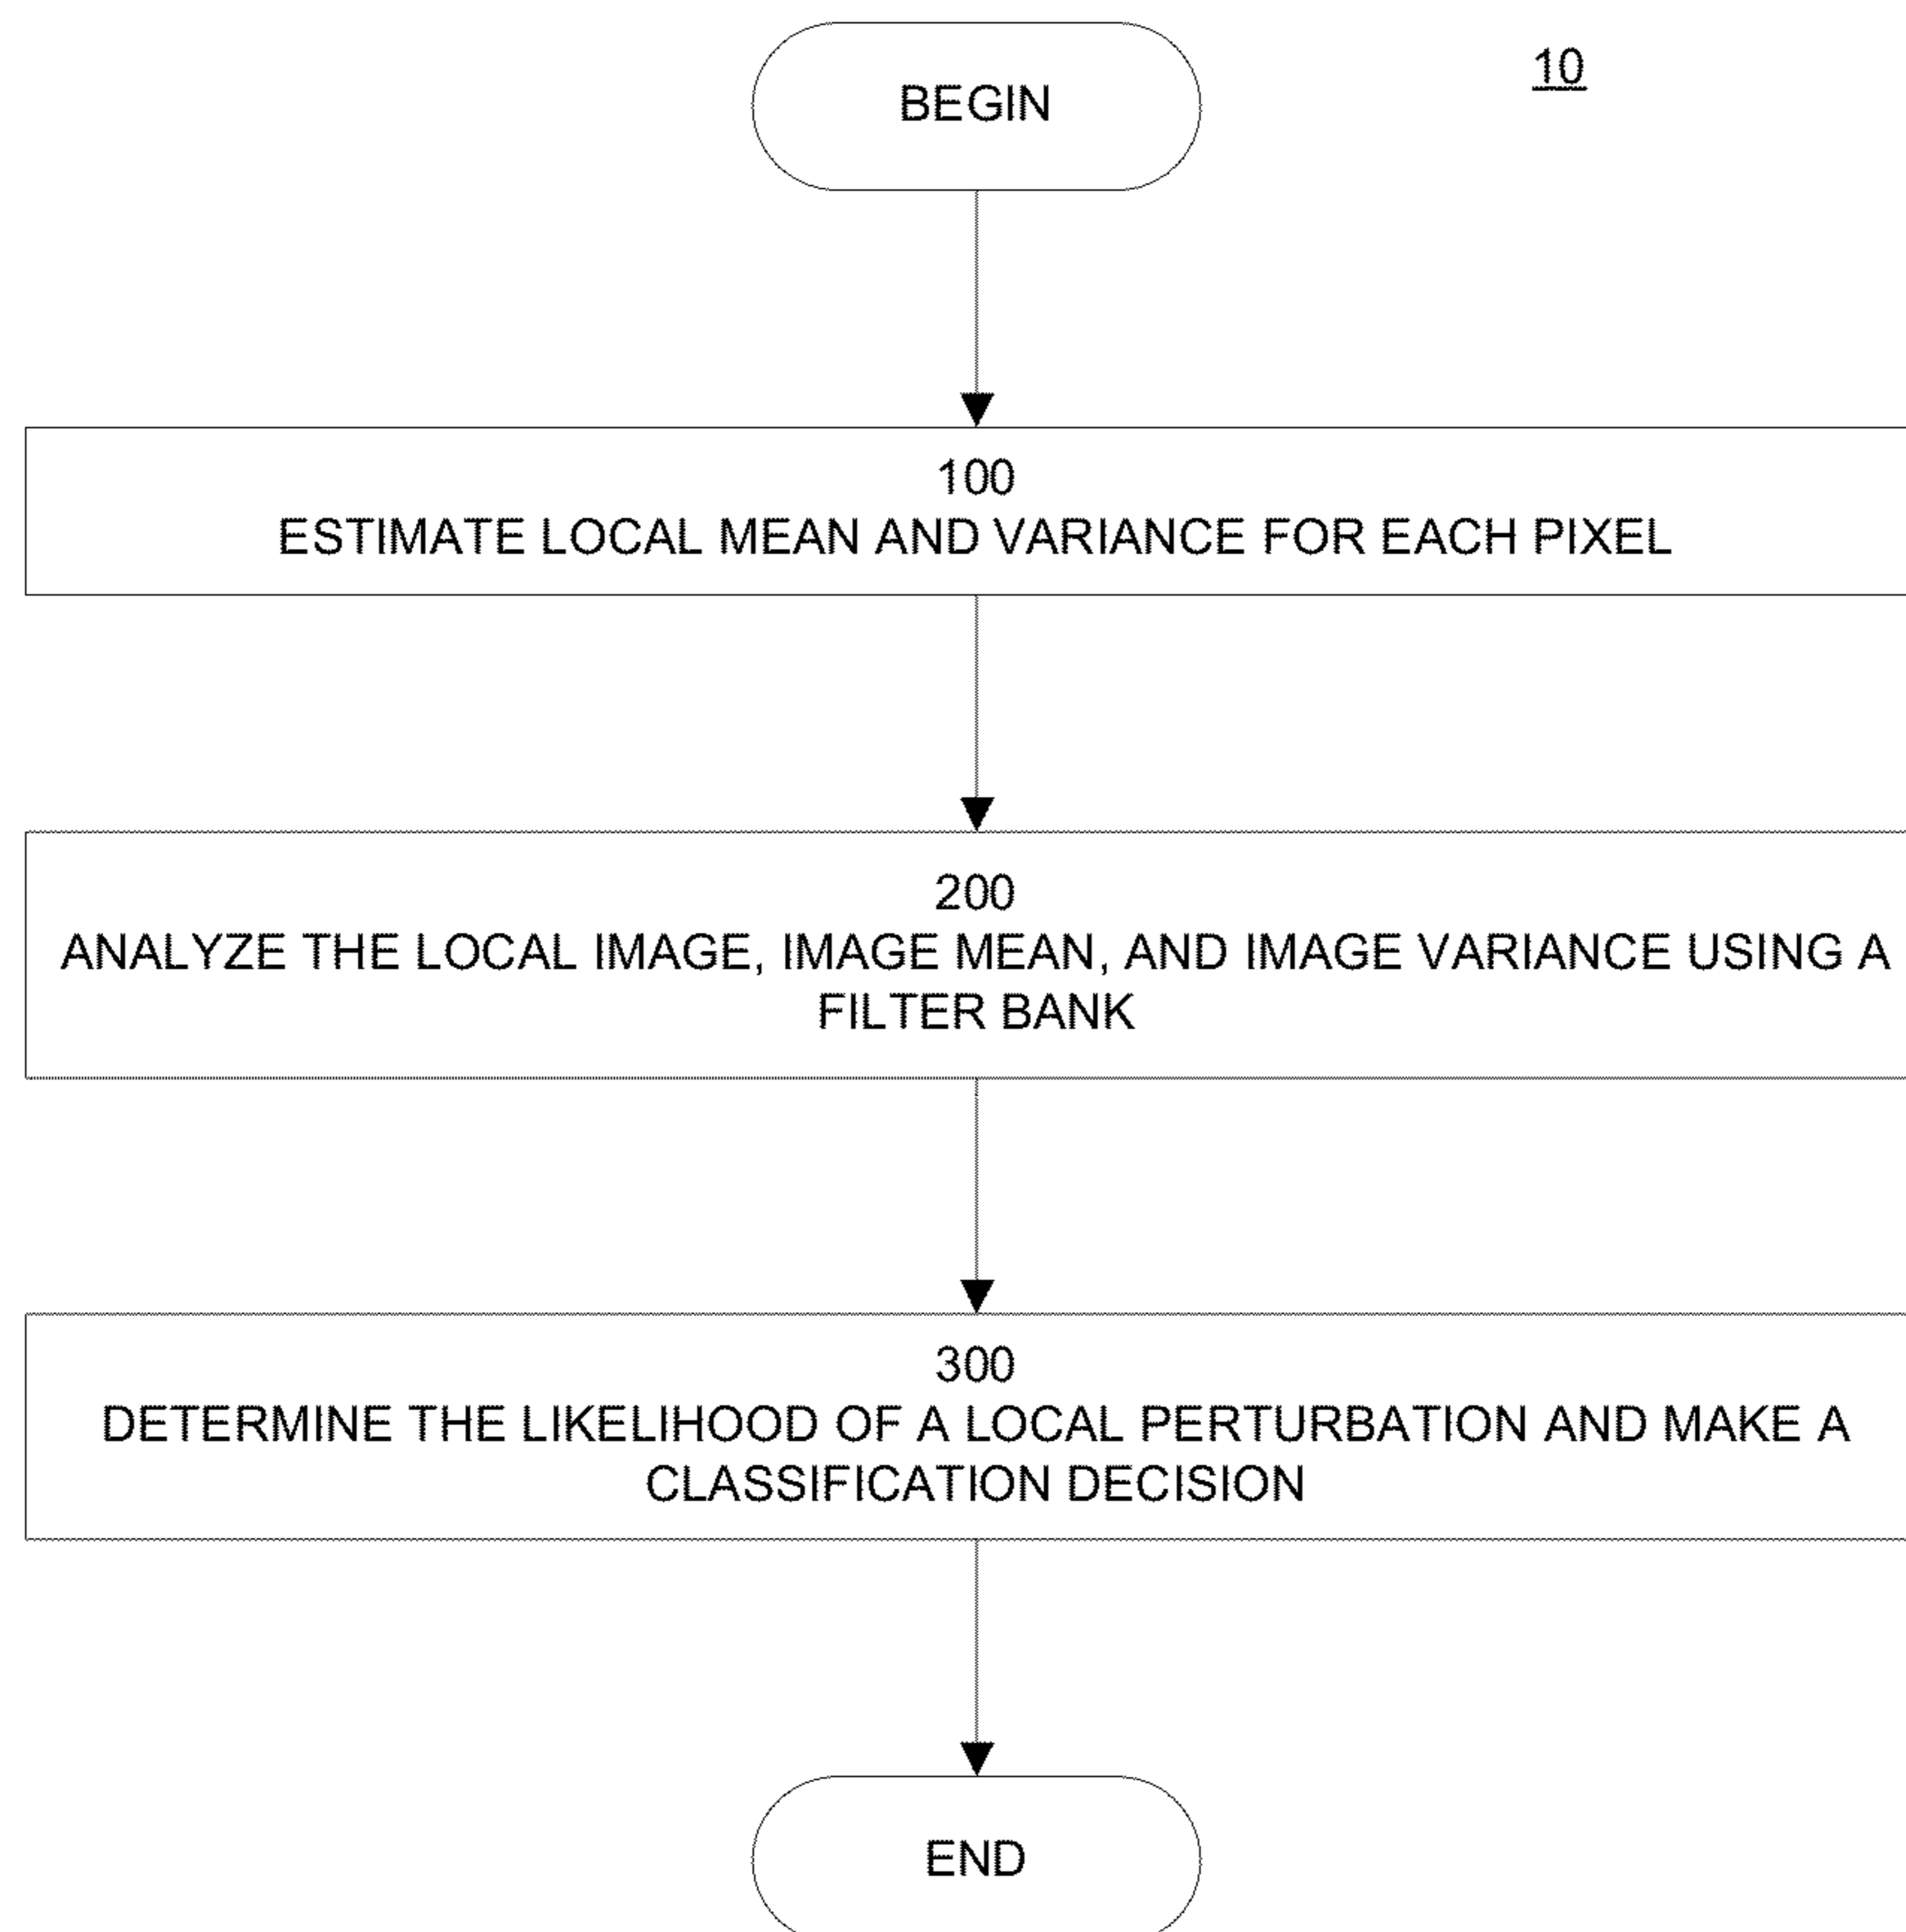 BEGIN
10
100
ESTIMATE LOCAL MEAN AND VARIANCE FOR EACH PIXEL
200
ANALYZE THE LOCAL IMAGE, IMAGE MEAN, AND IMAGE VARIANCE USING A
FILTER BANK
300
DETERMINE THE LIKELIHOOD OF A LOCAL PERTURBATION AND MAKE A
CLASSIFICATION DECISION
END